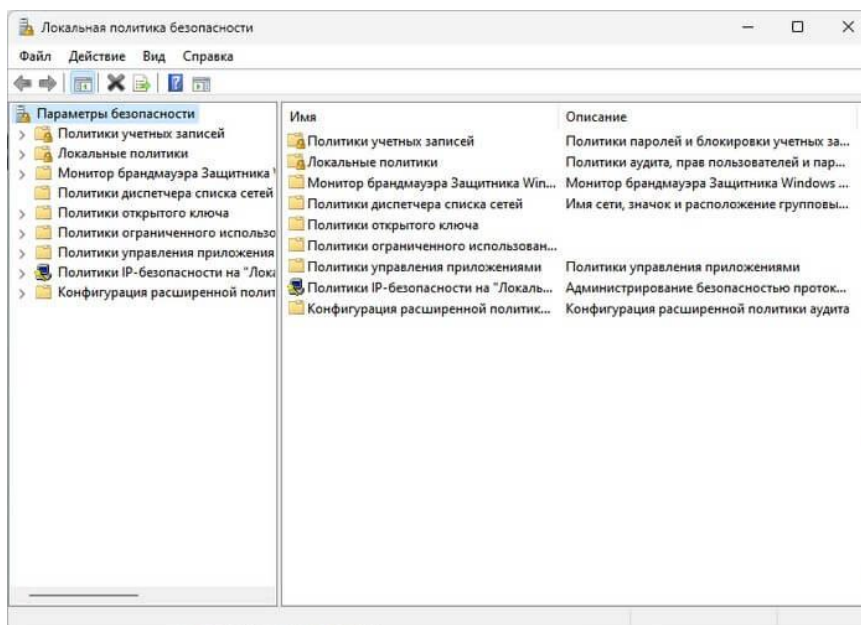 Локальная политика безопасности
Файл Действие Вид Справка
Параметры безопасности
Политики учетных записей
Локальные политики
Монитор брандмауэра Защитника
Политики диспетчера списка сетей
Политики открытого ключа
Политики ограниченного использо
Политики управления приложения
Политики IP-безопасности на "Лока
Конфигурация расширенной полит
Имя Описание
Политики учетных записей Политики паролей и блокировки учетных за...
Локальные политики Политики аудита, прав пользователей и пар...
Монитор брандмауэра Защитника Win... Монитор брандмауэра Защитника Windows ...
Политики диспетчера списка сетей Имя сети, значок и расположение групповы...
Политики открытого ключа
Политики ограниченного использован...
Политики управления приложениями Политики управления приложениями
Политики IP-безопасности на "Локаль... Администрирование безопасностью проток...
Конфигурация расширенной политик... Конфигурация расширенной политики аудита